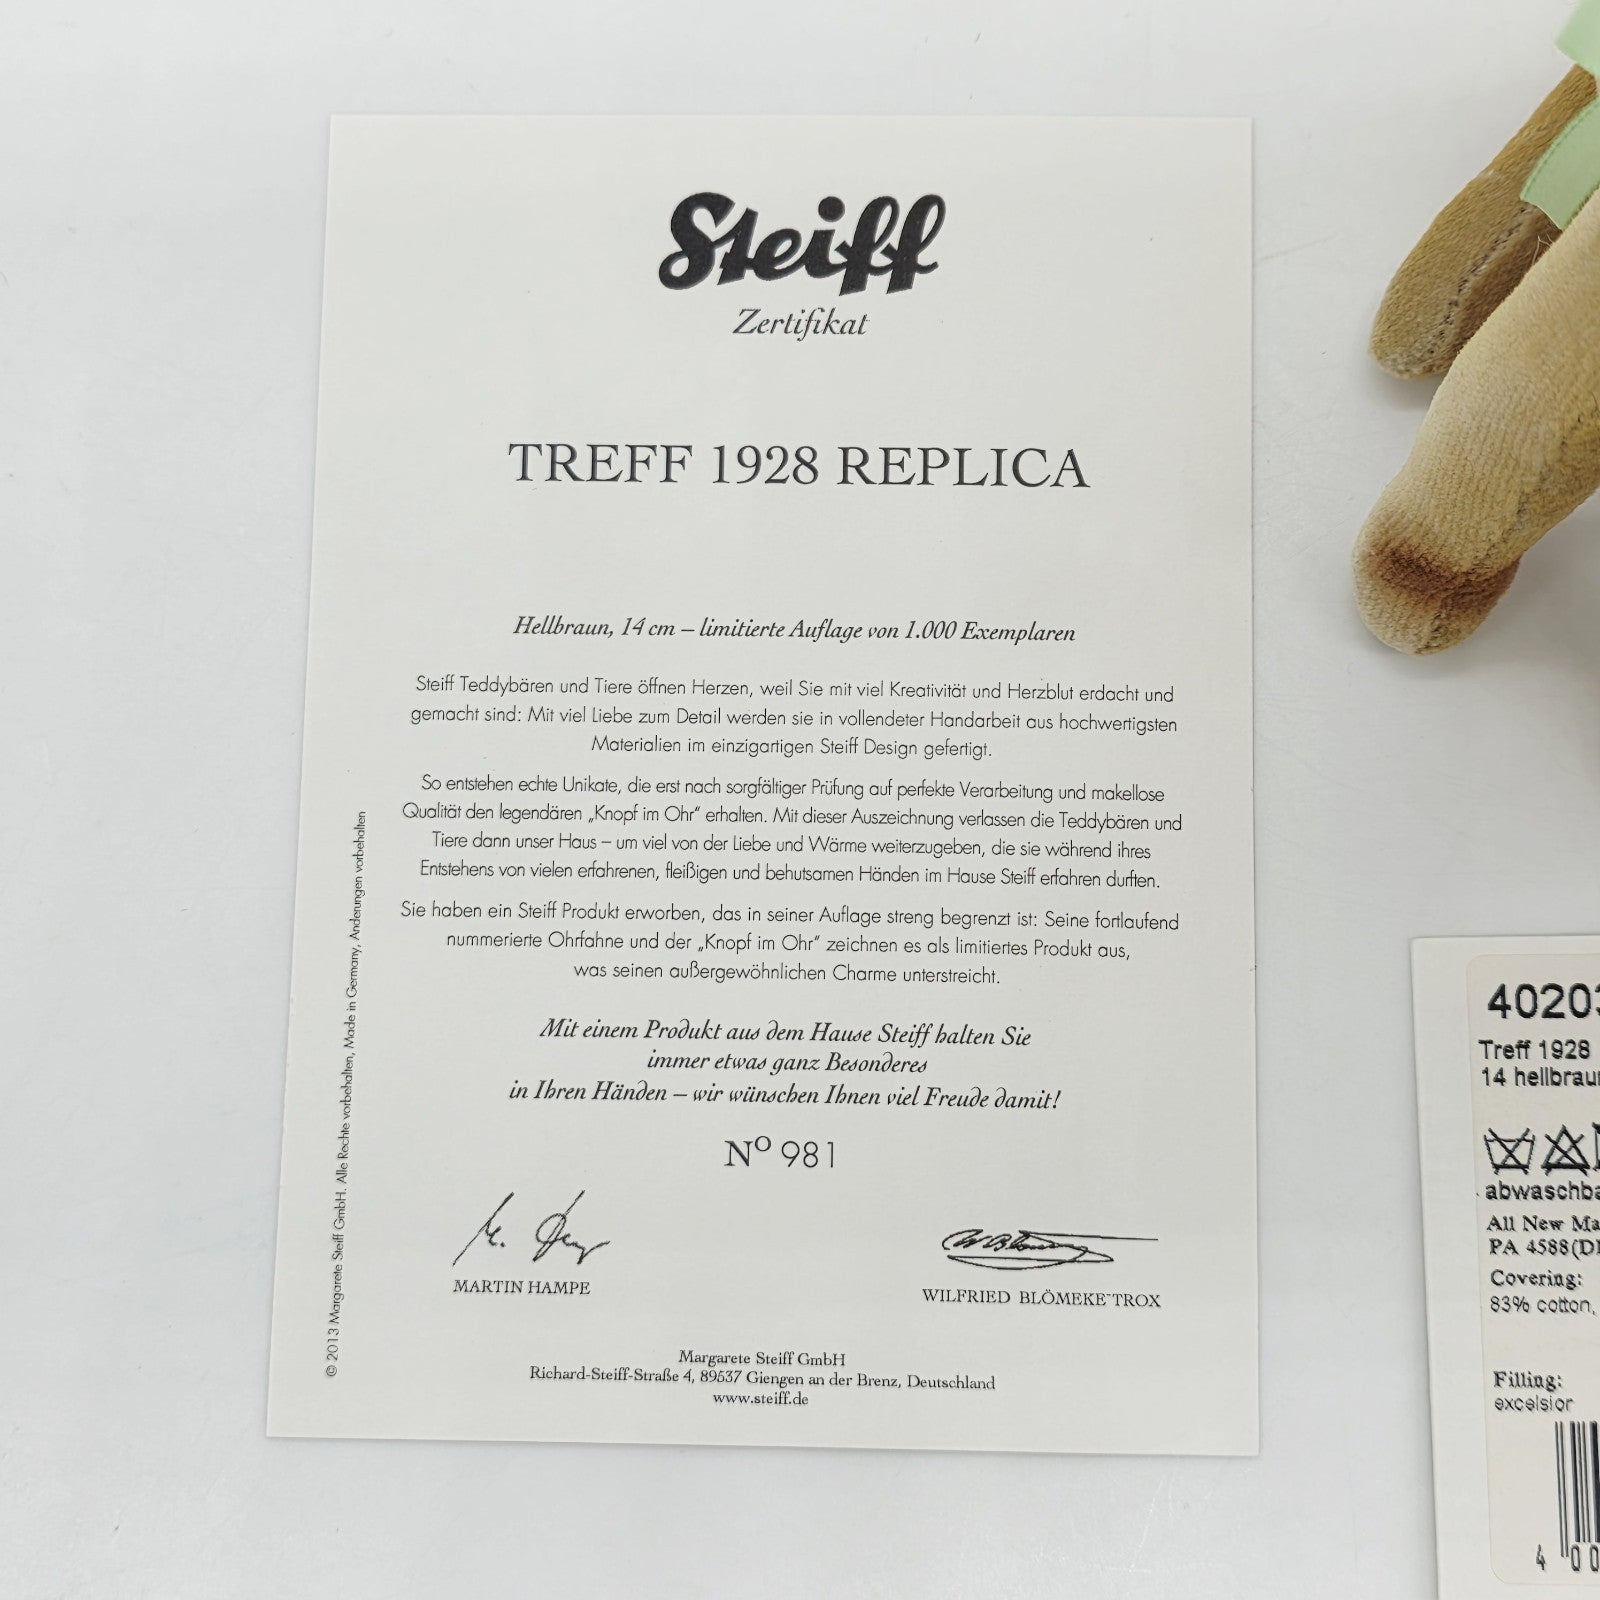 Steiff
Zertifikat
TREFF 1928 REPLICA
Hellbraun, 14 cm – limitierte Auflage von 1.000 Exemplaren
Steiff Teddybären und Tiere öffnen Herzen, weil Sie mit viel Kreativität und Herzblut erdacht und
gemacht sind: Mit viel Liebe zum Detail werden sie in vollendeter Handarbeit aus hochwertigsten
Materialien im einzigartigen Steiff Design gefertigt.
So entstehen echte Unikate, die erst nach sorgfältiger Prüfung auf perfekte Verarbeitung und makellose
Qualität den legendären „Knopf im Ohr“ erhalten. Mit dieser Auszeichnung verlassen die Teddybären und
Tiere dann unser Haus – um viel von der Liebe und Wärme weiterzugeben, die sie während ihres
Entstehens von vielen erfahrenen, fleißigen und behutsamen Händen im Hause Steiff erfahren durften.
Sie haben ein Steiff Produkt erworben, das in seiner Auflage streng begrenzt ist: Seine fortlaufend
nummerierte Ohrfahne und der „Knopf im Ohr“ zeichnen es als limitiertes Produkt aus,
was seinen außergewöhnlichen Charme unterstreicht.
Mit einem Produkt aus dem Hause Steiff halten Sie
immer etwas ganz Besonderes
in Ihren Händen – wir wünschen Ihnen viel Freude damit!
Nº 981
MARTIN HAMPE
WILFRIED BLÖMEKE-TROX
Margarete Steiff GmbH
Richard-Steiff-Straße 4, 89537 Giengen an der Brenz, Deutschland
www.steiff.de
© 2013 Margarete Steiff GmbH. Alle Rechte vorbehalten, Made in Germany, Änderungen vorbehalten
40203
Treff 1928
14 hellbrau
abwaschba
All New Ma
PA 4588(D
Covering:
83% cotton,
Filling:
excelsior
4 00